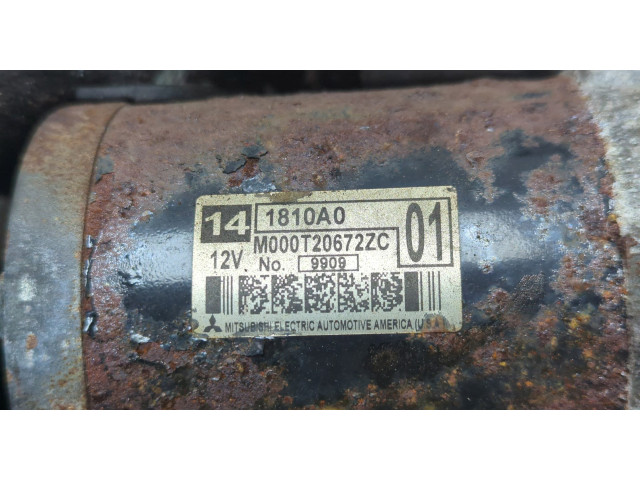 14 1810A0
12V. M000T20672ZC 01
No. 9909
MITSUBISHI ELECTRIC AUTOMOTIVE AMERICA (U.S.A.)